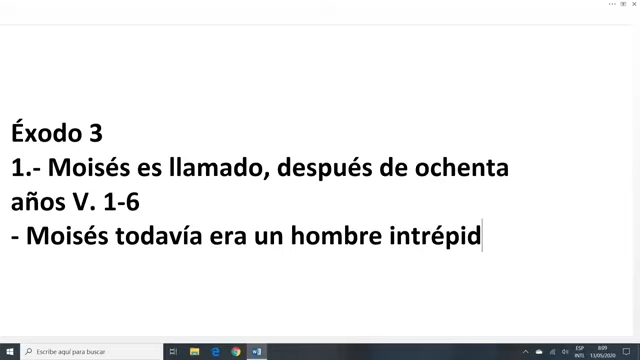 Éxodo 3
1.- Moisés es llamado, después de ochenta
años V. 1-6
- Moisés todavía era un hombre intrépid
Escribe aquí para buscar
ESP
INTL
8:09
13/05/2020